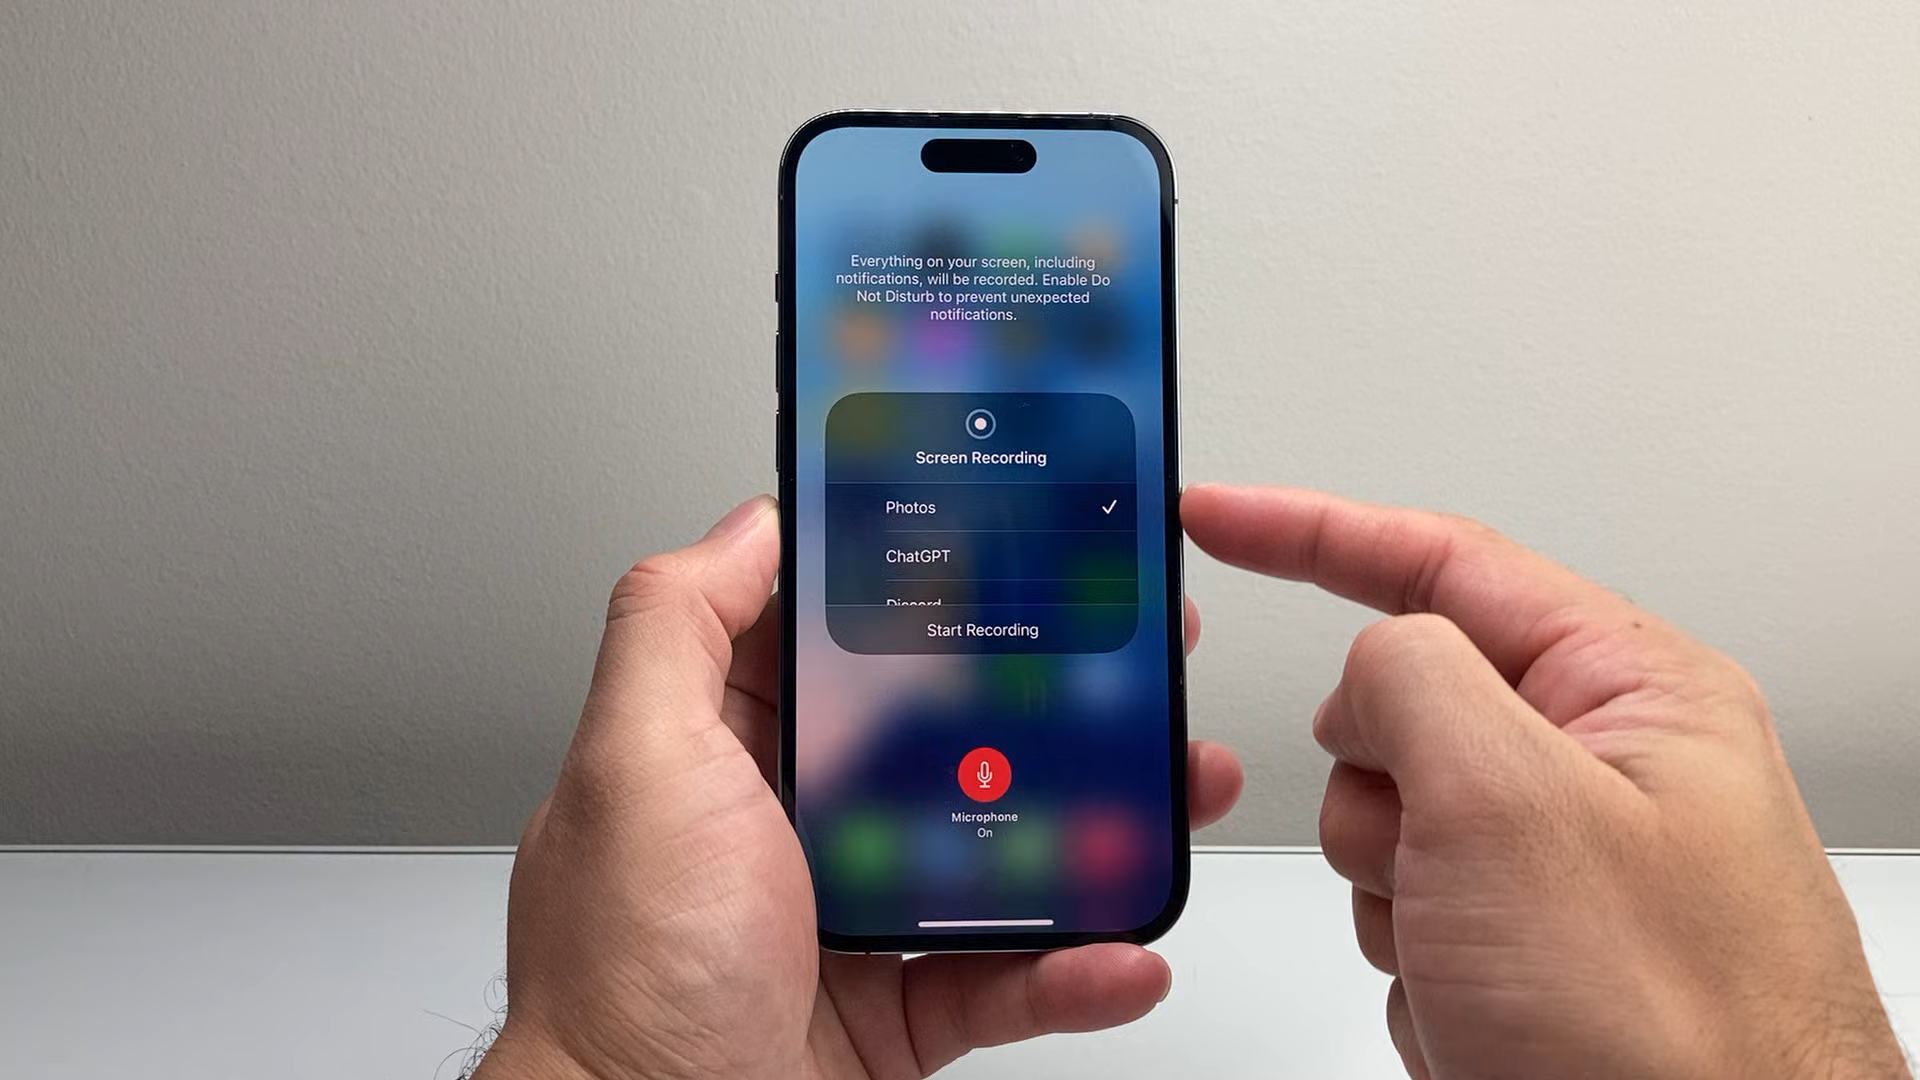 Everything on your screen, including
notifications, will be recorded. Enable Do
Not Disturb to prevent unexpected
notifications.
Screen Recording
Photos
ChatGPT
Discord
Start Recording
Microphone
On